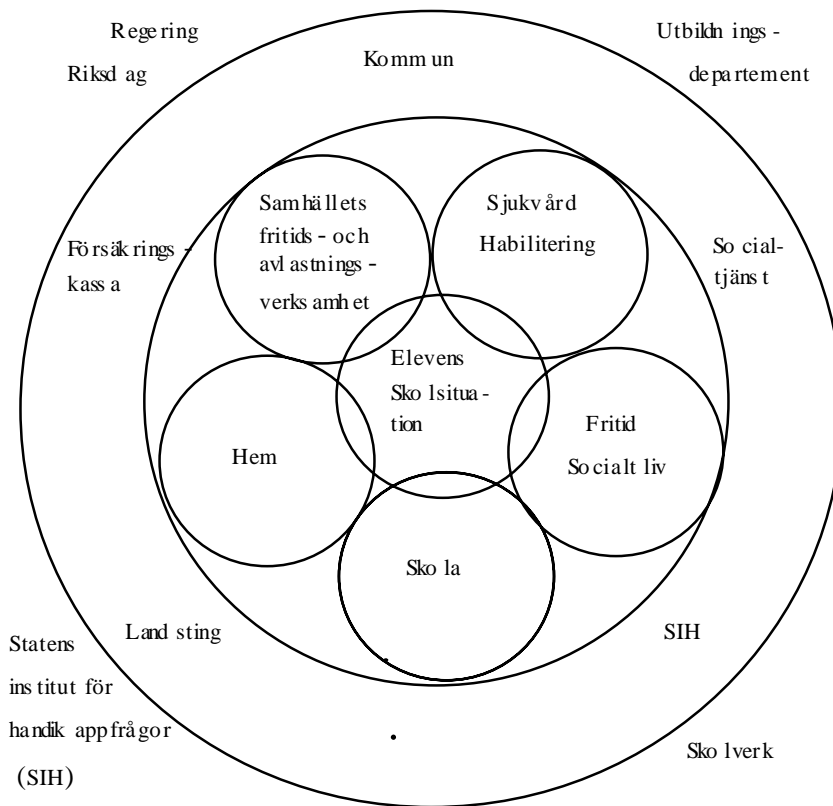 Regering
Riksdag
Utbildnings-
departement
Kommun
Samhällets
fritids- och
avlastnings-
verksamhet
Sjukvård
Habilitering
Försäkrings-
kassa
Social-
tjänst
Elevens
Skolsitua-
tion
Hem
Fritid
Socialt liv
Skola
Landsting
SIH
Statens
institut för
handikappfrågor
(SIH)
Skolverk